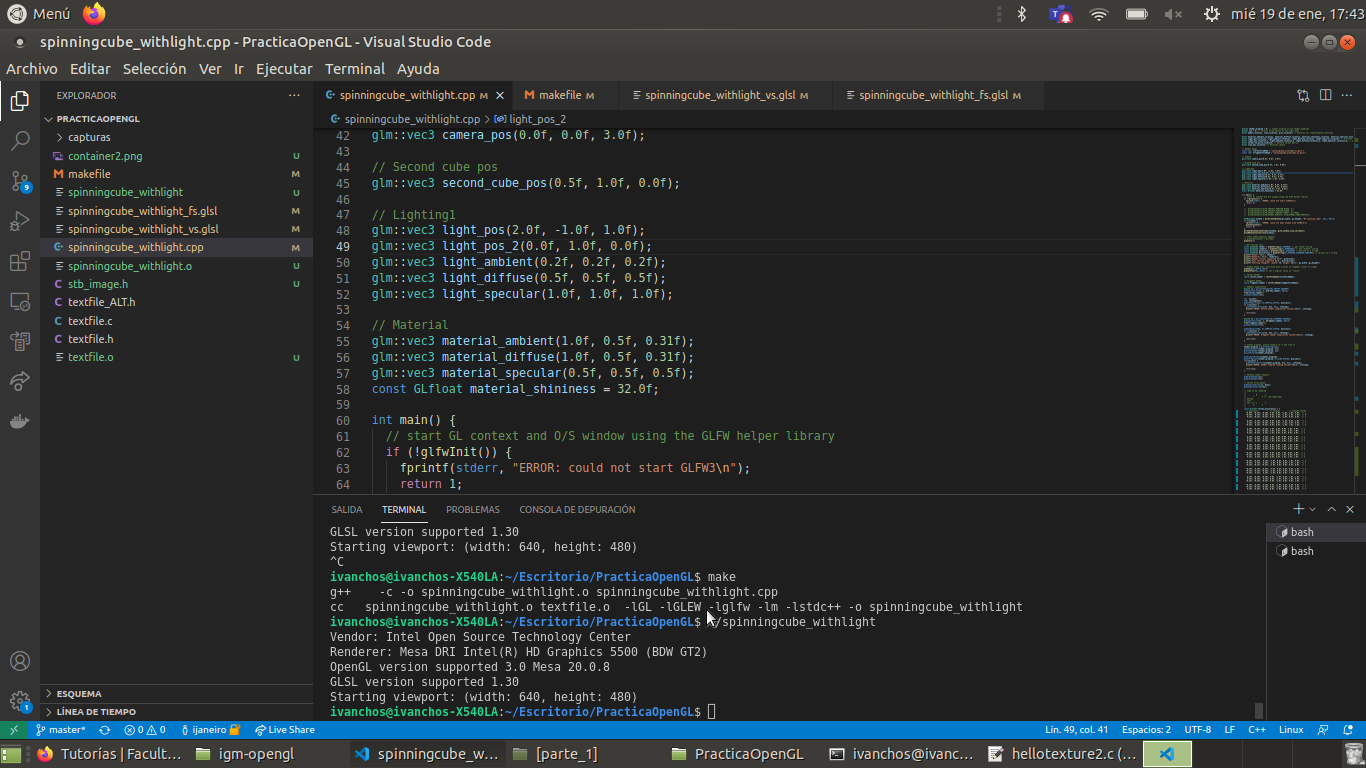 Menú
mié 19 de ene, 17:43
spinningcube_withlight.cpp - PracticaOpenGL - Visual Studio Code
Archivo Editar Selección Ver Ir Ejecutar Terminal Ayuda
EXPLORADOR
PRACTICAOPENGL
capturas
container2.png U
makefile M
spinningcube_withlight U
spinningcube_withlight_fs.glsl M
spinningcube_withlight_vs.glsl M
spinningcube_withlight.cpp M
spinningcube_withlight.o U
stb_image.h U
textfile_ALT.h
textfile.c
textfile.h
textfile.o U
ESQUEMA
LÍNEA DE TIEMPO
9
1
spinningcube_withlight.cpp M makefile M spinningcube_withlight_vs.glsl M spinningcube_withlight_fs.glsl M
spinningcube_withlight.cpp > light_pos_2
42 glm::vec3 camera_pos(0.0f, 0.0f, 3.0f);
43
44 // Second cube pos
45 glm::vec3 second_cube_pos(0.5f, 1.0f, 0.0f);
46
47 // Lighting1
48 glm::vec3 light_pos(2.0f, -1.0f, 1.0f);
49 glm::vec3 light_pos_2(0.0f, 1.0f, 0.0f);
50 glm::vec3 light_ambient(0.2f, 0.2f, 0.2f);
51 glm::vec3 light_diffuse(0.5f, 0.5f, 0.5f);
52 glm::vec3 light_specular(1.0f, 1.0f, 1.0f);
53
54 // Material
55 glm::vec3 material_ambient(1.0f, 0.5f, 0.31f);
56 glm::vec3 material_diffuse(1.0f, 0.5f, 0.31f);
57 glm::vec3 material_specular(0.5f, 0.5f, 0.5f);
58 const GLfloat material_shininess = 32.0f;
59
60 int main() {
61 // start GL context and O/S window using the GLFW helper library
62 if (!glfwInit()) {
63 fprintf(stderr, "ERROR: could not start GLFW3\n");
64 return 1;
SALIDA TERMINAL PROBLEMAS CONSOLA DE DEPURACIÓN
GLSL version supported 1.30
Starting viewport: (width: 640, height: 480)
^C
ivanchos@ivanchos-X540LA:~/Escritorio/PracticaOpenGL$ make
g++ -c -o spinningcube_withlight.o spinningcube_withlight.cpp
cc spinningcube_withlight.o textfile.o -lGL -lGLEW -lglfw -lm -lstdc++ -o spinningcube_withlight
ivanchos@ivanchos-X540LA:~/Escritorio/PracticaOpenGL$ ./spinningcube_withlight
Vendor: Intel Open Source Technology Center
Renderer: Mesa DRI Intel(R) HD Graphics 5500 (BDW GT2)
OpenGL version supported 3.0 Mesa 20.0.8
GLSL version supported 1.30
Starting viewport: (width: 640, height: 480)
ivanchos@ivanchos-X540LA:~/Escritorio/PracticaOpenGL$
bash
bash
master* 0 0 ijaneiro Live Share Lín. 49, col. 41 Espacios: 2 UTF-8 LF C++ Linux
Tutorías | Facult... igm-opengl spinningcube_w... [parte_1] PracticaOpenGL ivanchos@ivanc... hellotexture2.c (...